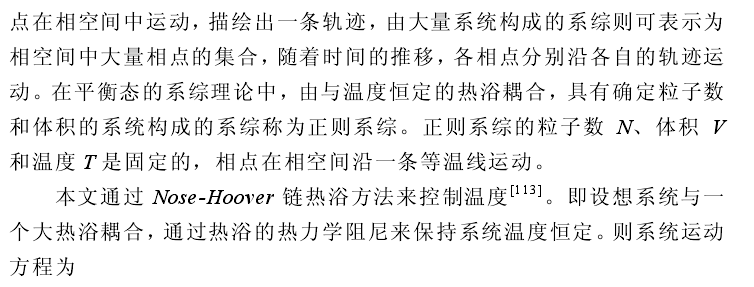 点在相空间中运动，描绘出一条轨迹，由大量系统构成的系综则可表示为
相空间中大量相点的集合，随着时间的推移，各相点分别沿各自的轨迹运
动。在平衡态的系综理论中，由与温度恒定的热浴耦合，具有确定粒子数
和体积的系统构成的系综称为正则系综。正则系综的粒子数 N、体积 V
和温度 T 是固定的，相点在相空间沿一条等温线运动。
本文通过 Nose-Hoover 链热浴方法来控制温度[113]。即设想系统与一
个大热浴耦合，通过热浴的热力学阻尼来保持系统温度恒定。则系统运动
方程为